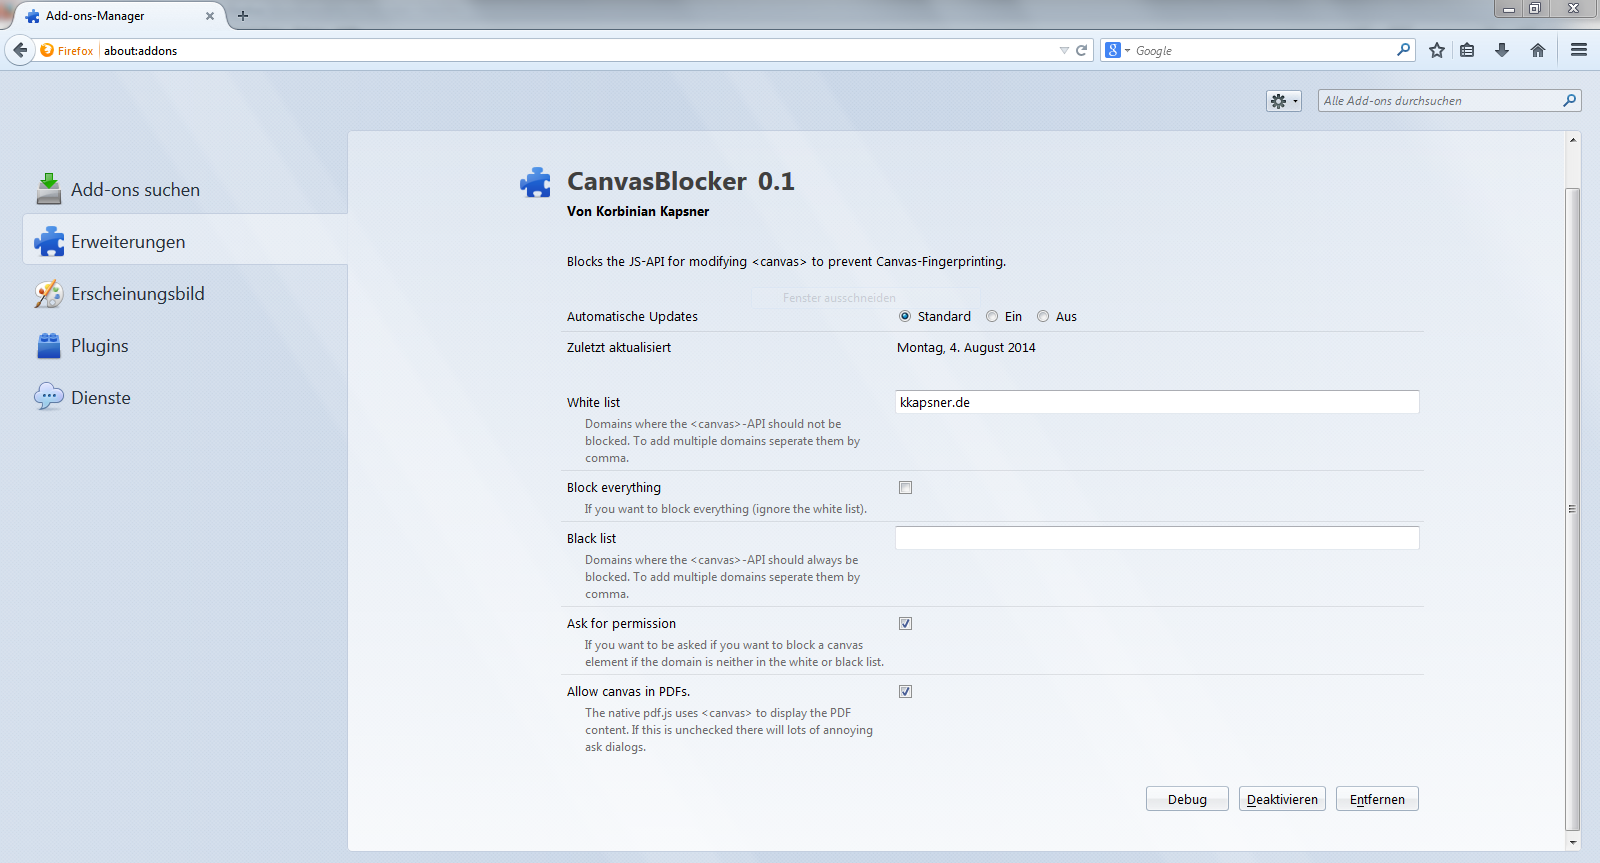 Add-ons-Manager
Firefox about:addons
8 Google
Alle Add-ons durchsuchen
Add-ons suchen
Erweiterungen
Erscheinungsbild
Plugins
Dienste
CanvasBlocker 0.1
Von Korbinian Kapsner
Blocks the JS-API for modifying <canvas> to prevent Canvas-Fingerprinting.
Fenster ausschneiden
Automatische Updates Standard Ein Aus
Zuletzt aktualisiert Montag, 4. August 2014
White list kkapsner.de
Domains where the <canvas>-API should not be
blocked. To add multiple domains seperate them by
comma.
Block everything
If you want to block everything (ignore the white list).
Black list
Domains where the <canvas>-API should always be
blocked. To add multiple domains seperate them by
comma.
Ask for permission
If you want to be asked if you want to block a canvas
element if the domain is neither in the white or black list.
Allow canvas in PDFs.
The native pdf.js uses <canvas> to display the PDF
content. If this is unchecked there will lots of annoying
ask dialogs.
Debug Deaktivieren Entfernen